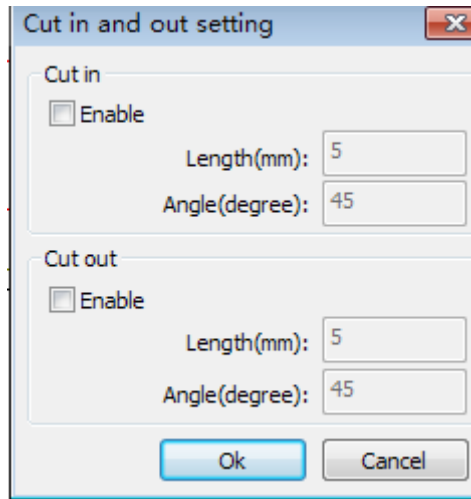 Cut in and out setting
Cut in
Enable
Length(mm): 5
Angle(degree): 45
Cut out
Enable
Length(mm): 5
Angle(degree): 45
Ok Cancel